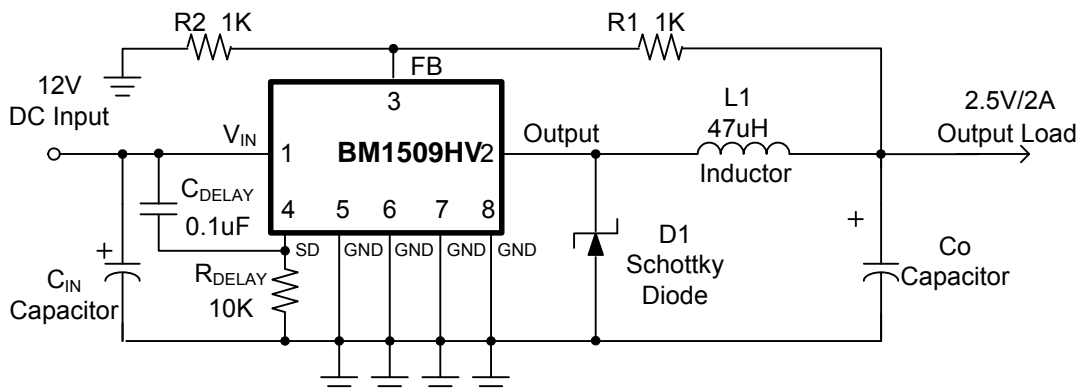 R2 1K
R1 1K
FB
12V
DC Input
3
L1
47uH
Inductor
2.5V/2A
Output Load
V_IN
1
BM1509HV
2
Output
C_DELAY
0.1uF
4
5
6
7
8
SD
GND
GND
GND
GND
+
C_IN
Capacitor
R_DELAY
10K
D1
Schottky
Diode
+
Co
Capacitor